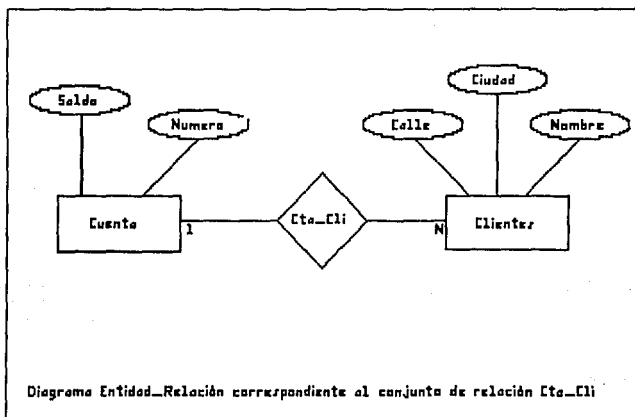 Ciudad
Saldo
Numero
Calle
Nombre
Cuenta
1
Cta_Cli
N
Clientes
Diagrama Entidad_Relación correspondiente al conjunto de relación Cta_Cli